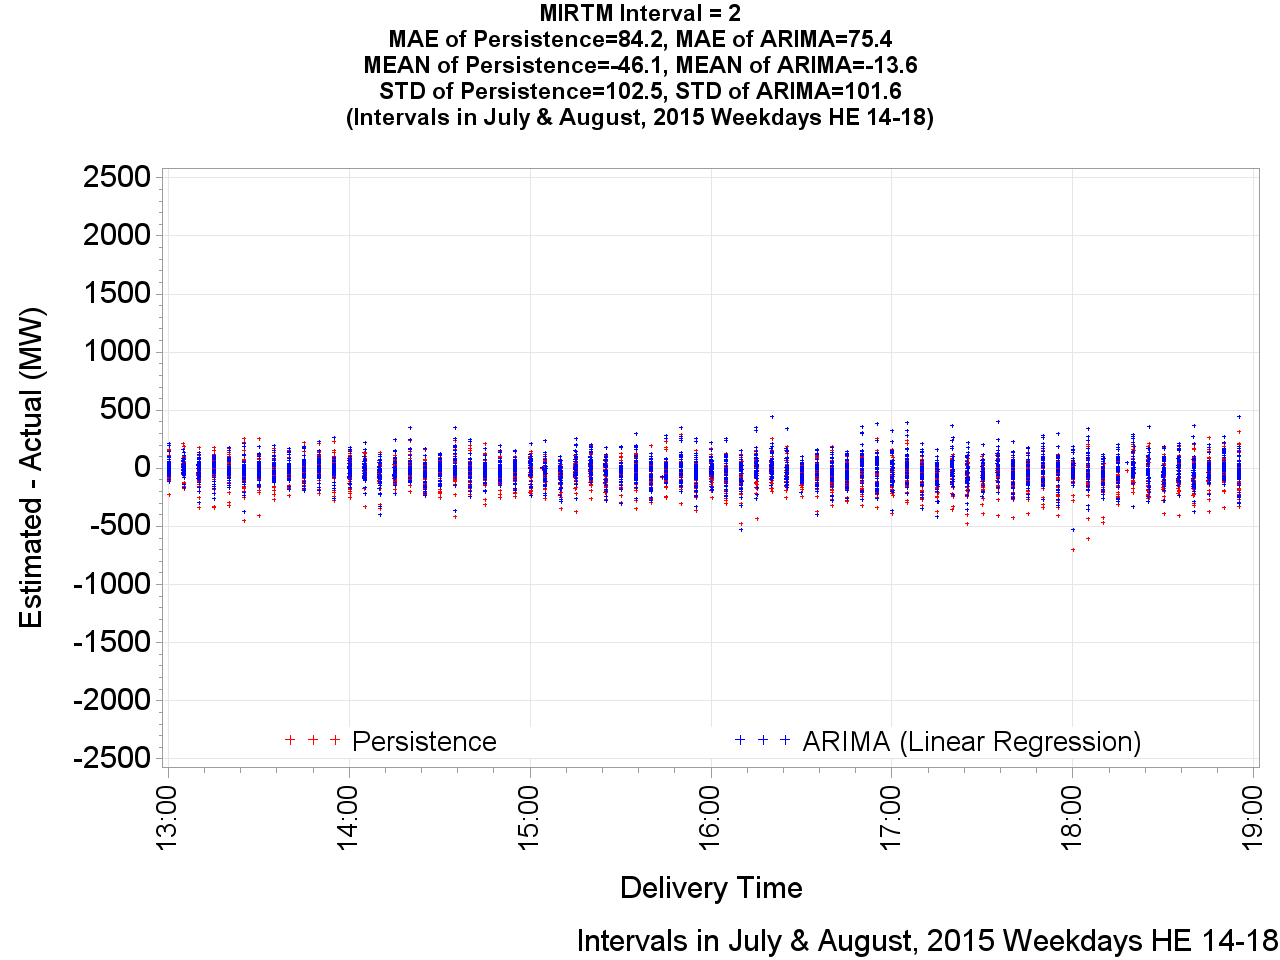 MIRTM Interval = 2
MAE of Persistence=84.2, MAE of ARIMA=75.4
MEAN of Persistence=-46.1, MEAN of ARIMA=-13.6
STD of Persistence=102.5, STD of ARIMA=101.6
(Intervals in July & August, 2015 Weekdays HE 14-18)
2500
2000
1500
1000
500
0
-500
-1000
-1500
-2000
-2500
Estimated - Actual (MW)
Persistence
ARIMA (Linear Regression)
13:00
14:00
15:00
16:00
17:00
18:00
19:00
Delivery Time
Intervals in July & August, 2015 Weekdays HE 14-18